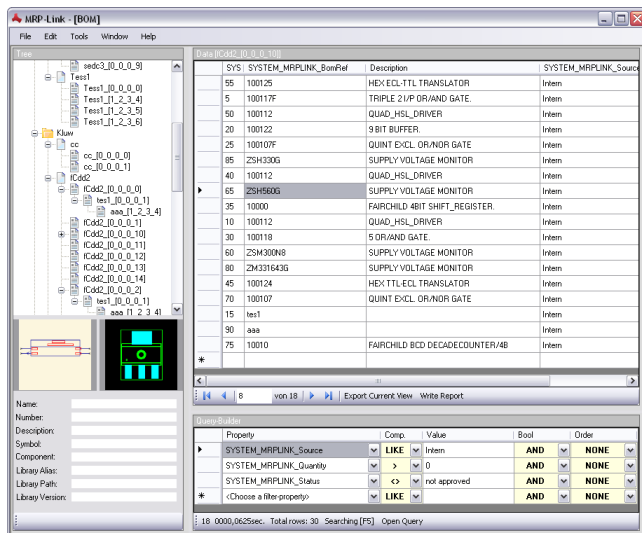 MRP-Link - [BOM]
File Edit Tools Window Help
Tree
sedc3_[0_0_0_9]
Tess1
Tess1_[0_0_0_0]
Tess1_[1_2_3_4]
Tess1_[1_2_3_5]
Tess1_[1_2_3_6]
Kluw
cc
cc_[0_0_0_0]
cc_[0_0_0_1]
fCdd2
fCdd2_[0_0_0_0]
tes1_[0_0_0_1]
aaa_[1_2_3_4]
fCdd2_[0_0_0_1]
fCdd2_[0_0_0_10]
fCdd2_[0_0_0_11]
fCdd2_[0_0_0_12]
fCdd2_[0_0_0_13]
fCdd2_[0_0_0_14]
fCdd2_[0_0_0_2]
tes1_[0_0_0_1]
aaa_[1_2_3_4]
Name:
Number:
Description:
Symbol:
Component:
Library Alias:
Library Path:
Library Version:
Data [fCdd2_[0_0_0_10]]
SYS SYSTEM_MRPLINK_BomRef Description SYSTEM_MRPLINK_Source
55 100125 HEX ECL-TTL TRANSLATOR Intern
5 100117F TRIPLE 2 I/P OR/AND GATE. Intern
50 100112 QUAD_HSL_DRIVER Intern
20 100122 9 BIT BUFFER. Intern
25 100107F QUINT EXCL. OR/NOR GATE Intern
85 ZSH330G SUPPLY VOLTAGE MONITOR Intern
40 100112 QUAD_HSL_DRIVER Intern
65 ZSH560G SUPPLY VOLTAGE MONITOR Intern
35 10000 FAIRCHILD 4BIT SHIFT_REGISTER. Intern
10 100112 QUAD_HSL_DRIVER Intern
30 100118 5 OR/AND GATE. Intern
60 ZSM300N8 SUPPLY VOLTAGE MONITOR Intern
80 ZM331643G SUPPLY VOLTAGE MONITOR Intern
45 100124 HEX TTL-ECL TRANSLATOR Intern
70 100107 QUINT EXCL. OR/NOR GATE Intern
15 tes1 Intern
90 aaa Intern
75 10010 FAIRCHILD BCD DECADECOUNTER/4B Intern
8 von 18 Export Current View Write Report
Query Builder
Property Comp. Value Bool Order
SYSTEM_MRPLINK_Source LIKE Intern AND NONE
SYSTEM_MRPLINK_Quantity > 0 AND NONE
SYSTEM_MRPLINK_Status <> not approved AND NONE
<Choose a filter-property> LIKE AND NONE
18 0000,0625sec. Total rows: 30 Searching [F5] Open Query